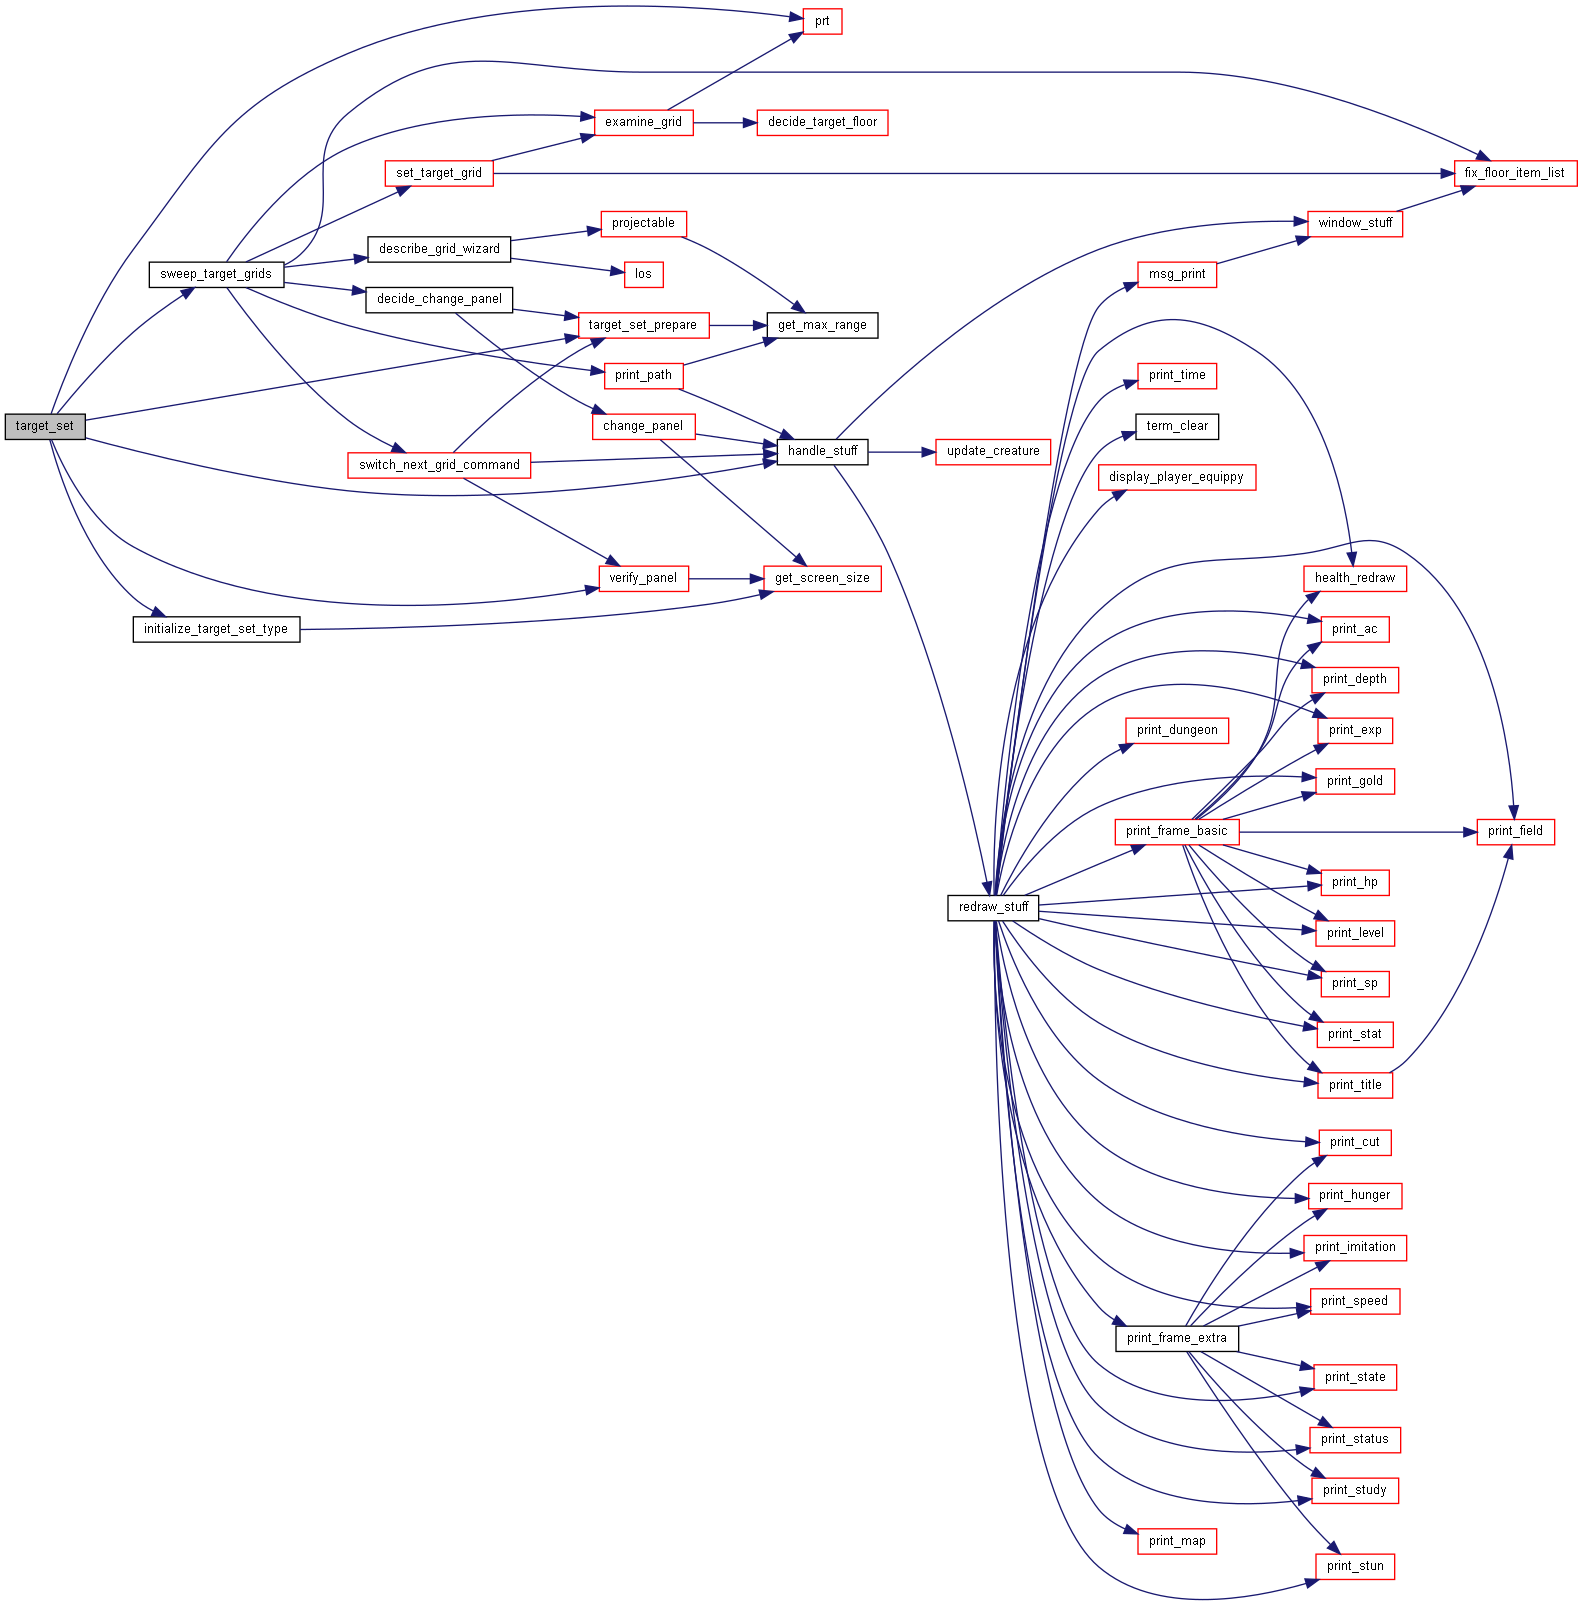 prt
examine_grid
decide_target_floor
set_target_grid
fix_floor_item_list
projectable
window_stuff
describe_grid_wizard
sweep_target_grids
los
msg_print
decide_change_panel
target_set_prepare
get_max_range
print_path
print_time
target_set
change_panel
term_clear
handle_stuff
update_creature
switch_next_grid_command
display_player_equippy
verify_panel
get_screen_size
health_redraw
initialize_target_set_type
print_ac
print_depth
print_dungeon
print_exp
print_gold
print_frame_basic
print_field
print_hp
redraw_stuff
print_level
print_sp
print_stat
print_title
print_cut
print_hunger
print_imitation
print_speed
print_frame_extra
print_state
print_status
print_study
print_map
print_stun